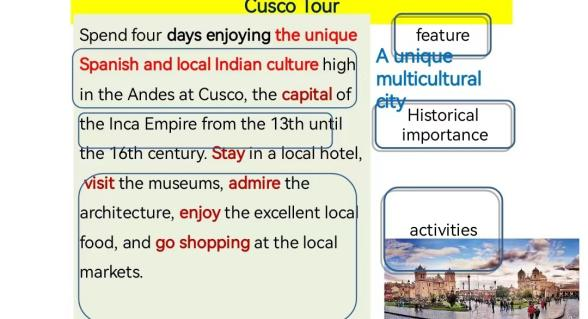 Cusco Tour
Spend four days enjoying the unique
Spanish and local Indian culture high
in the Andes at Cusco, the capital of
the Inca Empire from the 13th until
the 16th century. Stay in a local hotel,
visit the museums, admire the
architecture, enjoy the excellent local
food, and go shopping at the local
markets.
feature
A unique
multicultural
city
Historical
importance
activities